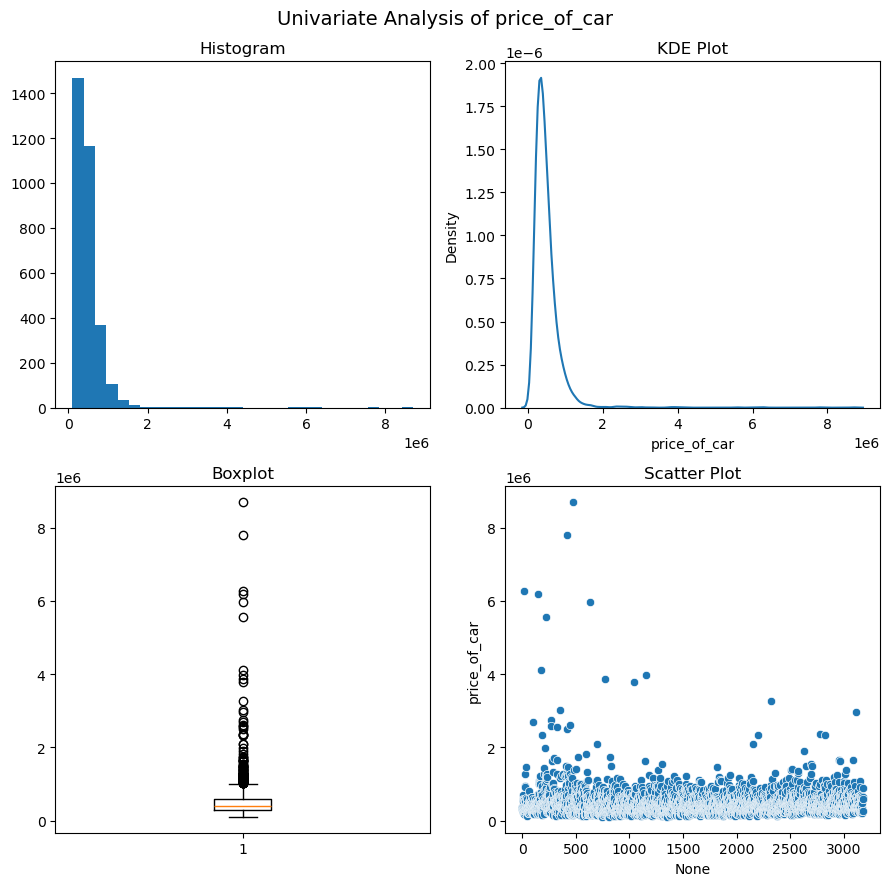 Univariate Analysis of price_of_car
Histogram
1400
1200
1000
800
600
400
200
0
0 2 4 6 8
1e6
KDE Plot
1e−6
2.00
1.75
1.50
1.25
1.00
0.75
0.50
0.25
0.00
Density
0 2 4 6 8
price_of_car
1e6
Boxplot
1e6
8
6
4
2
0
1
Scatter Plot
1e6
8
6
4
2
0
price_of_car
0 500 1000 1500 2000 2500 3000
None